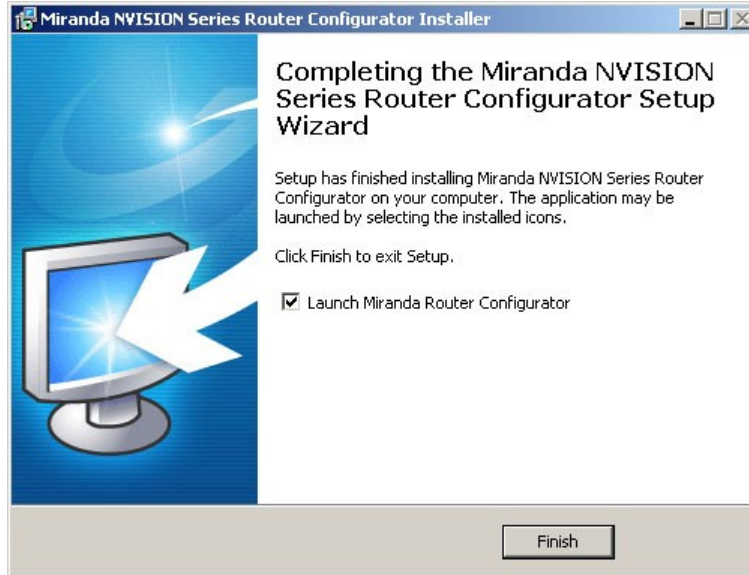 Miranda NVISION Series Router Configurator Installer
Completing the Miranda NVISION
Series Router Configurator Setup
Wizard
Setup has finished installing Miranda NVISION Series Router
Configurator on your computer. The application may be
launched by selecting the installed icons.
Click Finish to exit Setup.
Launch Miranda Router Configurator
Finish